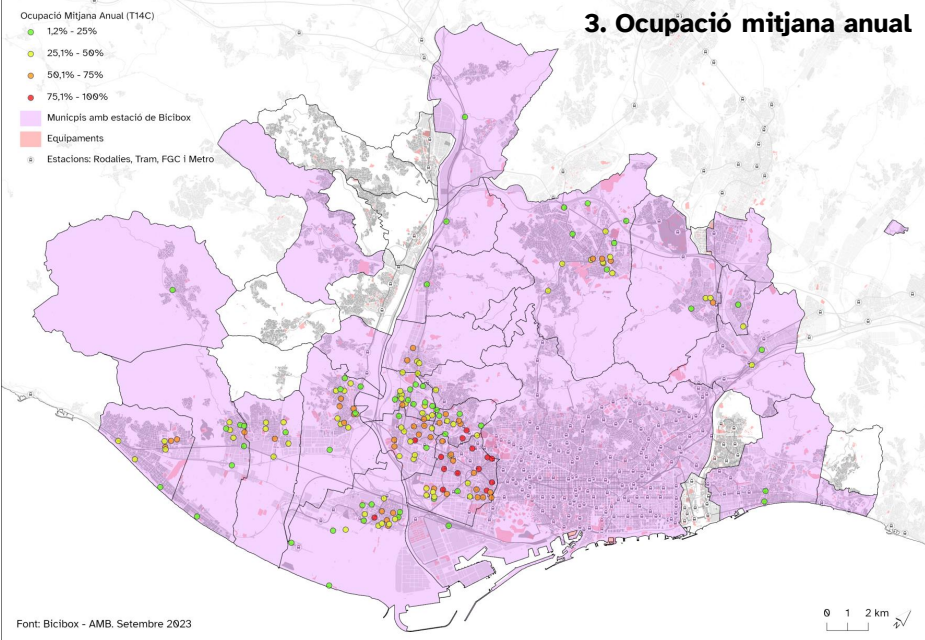 3. Ocupació mitjana anual
Ocupació Mitjana Anual (T14C)
1,2% - 25%
25,1% - 50%
50,1% - 75%
75,1% - 100%
Municpis amb estació de Bicibox
Equipaments
Estacions: Rodalies, Tram, FGC i Metro
Font: Bicibox - AMB. Setembre 2023
0 1 2 km
N